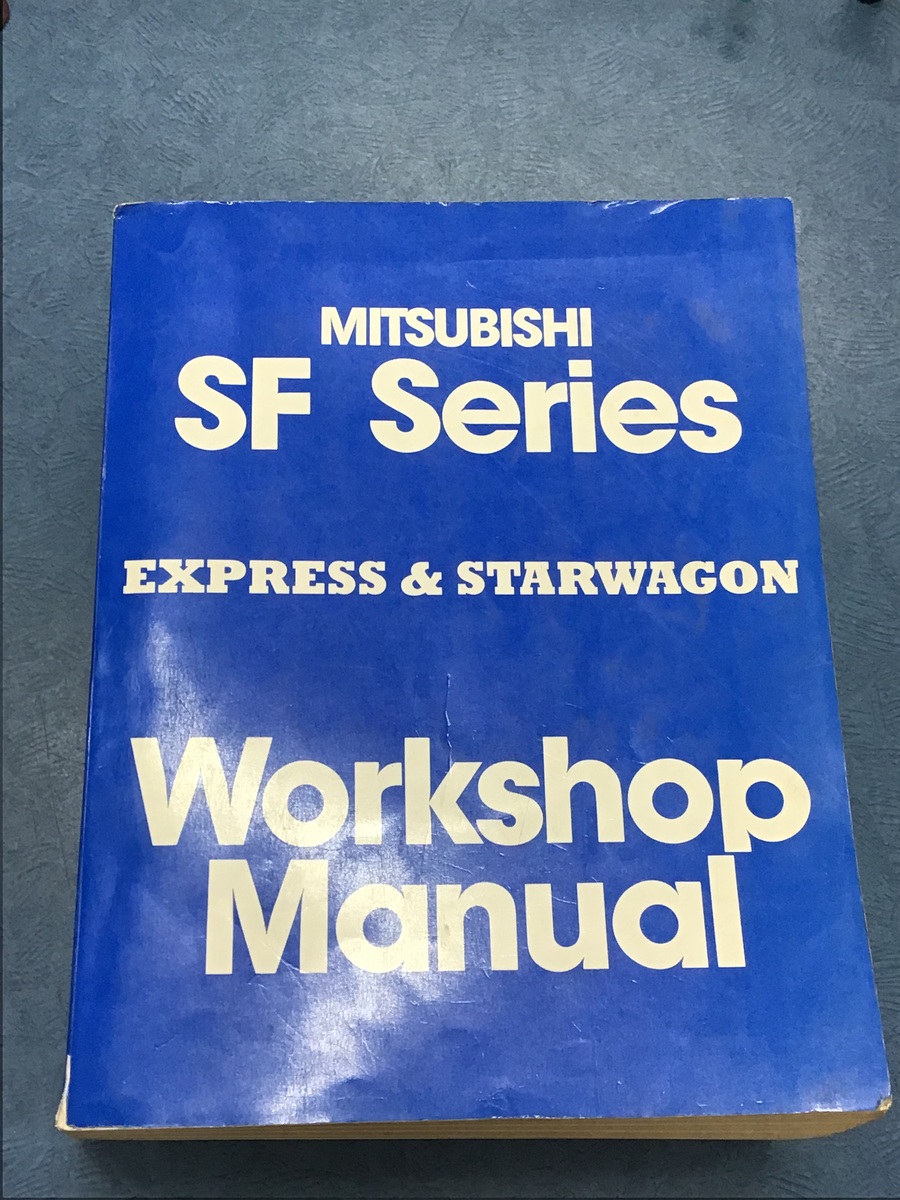 MITSUBISHI
SF Series
EXPRESS & STARWAGON
Workshop
Manual